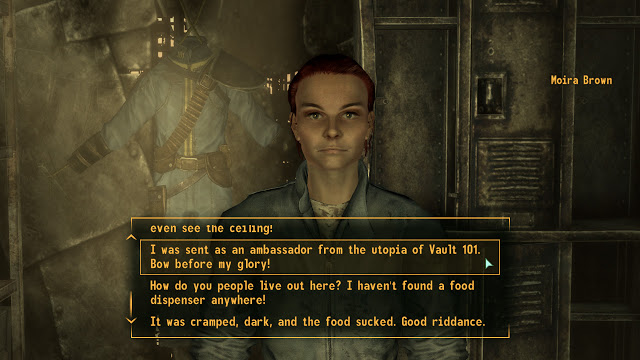 Moira Brown
even see the ceiling!
I was sent as an ambassador from the utopia of Vault 101.
Bow before my glory!
How do you people live out here? I haven't found a food
dispenser anywhere!
It was cramped, dark, and the food sucked. Good riddance.